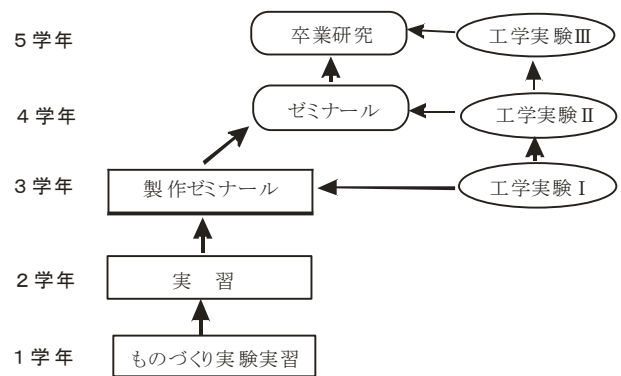 5学年 卒業研究 工学実験Ⅲ
4学年 ゼミナール 工学実験Ⅱ
3学年 製作ゼミナール 工学実験Ⅰ
2学年 実 習
1学年 ものづくり実験実習